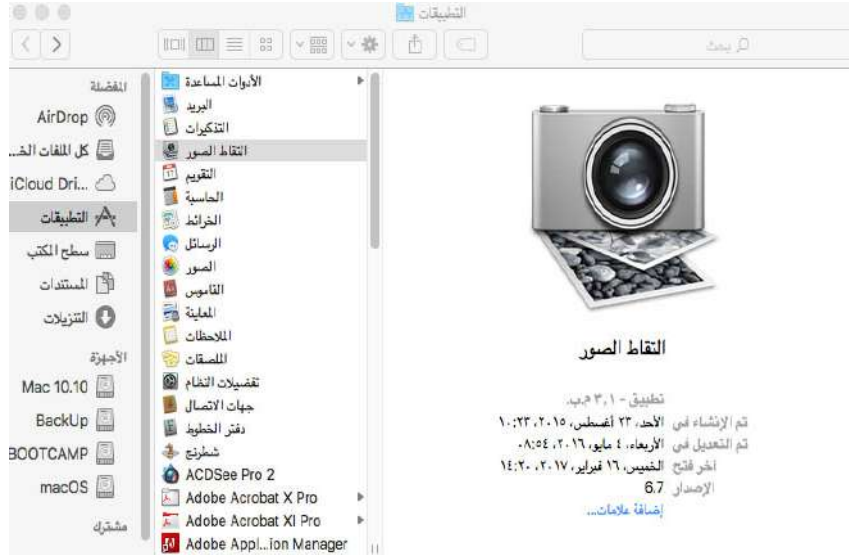 التطبيقات
يبحث
المفضلة
AirDrop
كل الملفات الخـ...
iCloud Dri...
التطبيقات
سطح المكتب
المستندات
التنزيلات
الأجهزة
Mac 10.10
BackUp
BOOTCAMP
macOS
مشترك
الأدوات المساعدة
البريد
التذكيرات
التقاط الصور
التقويم
الحاسبة
الخرائط
الرسائل
الصور
القاموس
المعاينة
الملاحظات
الملصقات
تفضيلات النظام
جهات الاتصال
دفتر الخطوط
شطرنج
ACDSee Pro 2
Adobe Acrobat X Pro
Adobe Acrobat XI Pro
Adobe Appl...ion Manager
التقاط الصور
تطبيق - ٣,١ م.ب.
تم الإنشاء في الأحد، ٢٣ أغسطس، ٢٠١٥، ١٠:٢٣
تم التعديل في الأربعاء، ٤ مايو، ٢٠١٦، ٠٨:٥٤
آخر فتح الخميس، ١٦ فبراير، ٢٠١٧، ١٤:٢٠
الإصدار 6.7
إضافة علامات...